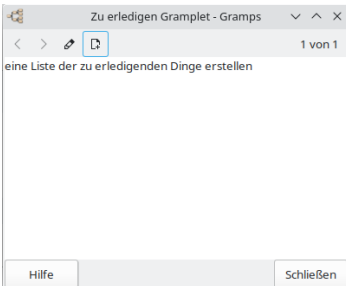 Zu erledigen Gramplet - Gramps
1 von 1
eine Liste der zu erledigenden Dinge erstellen
Hilfe
Schließen